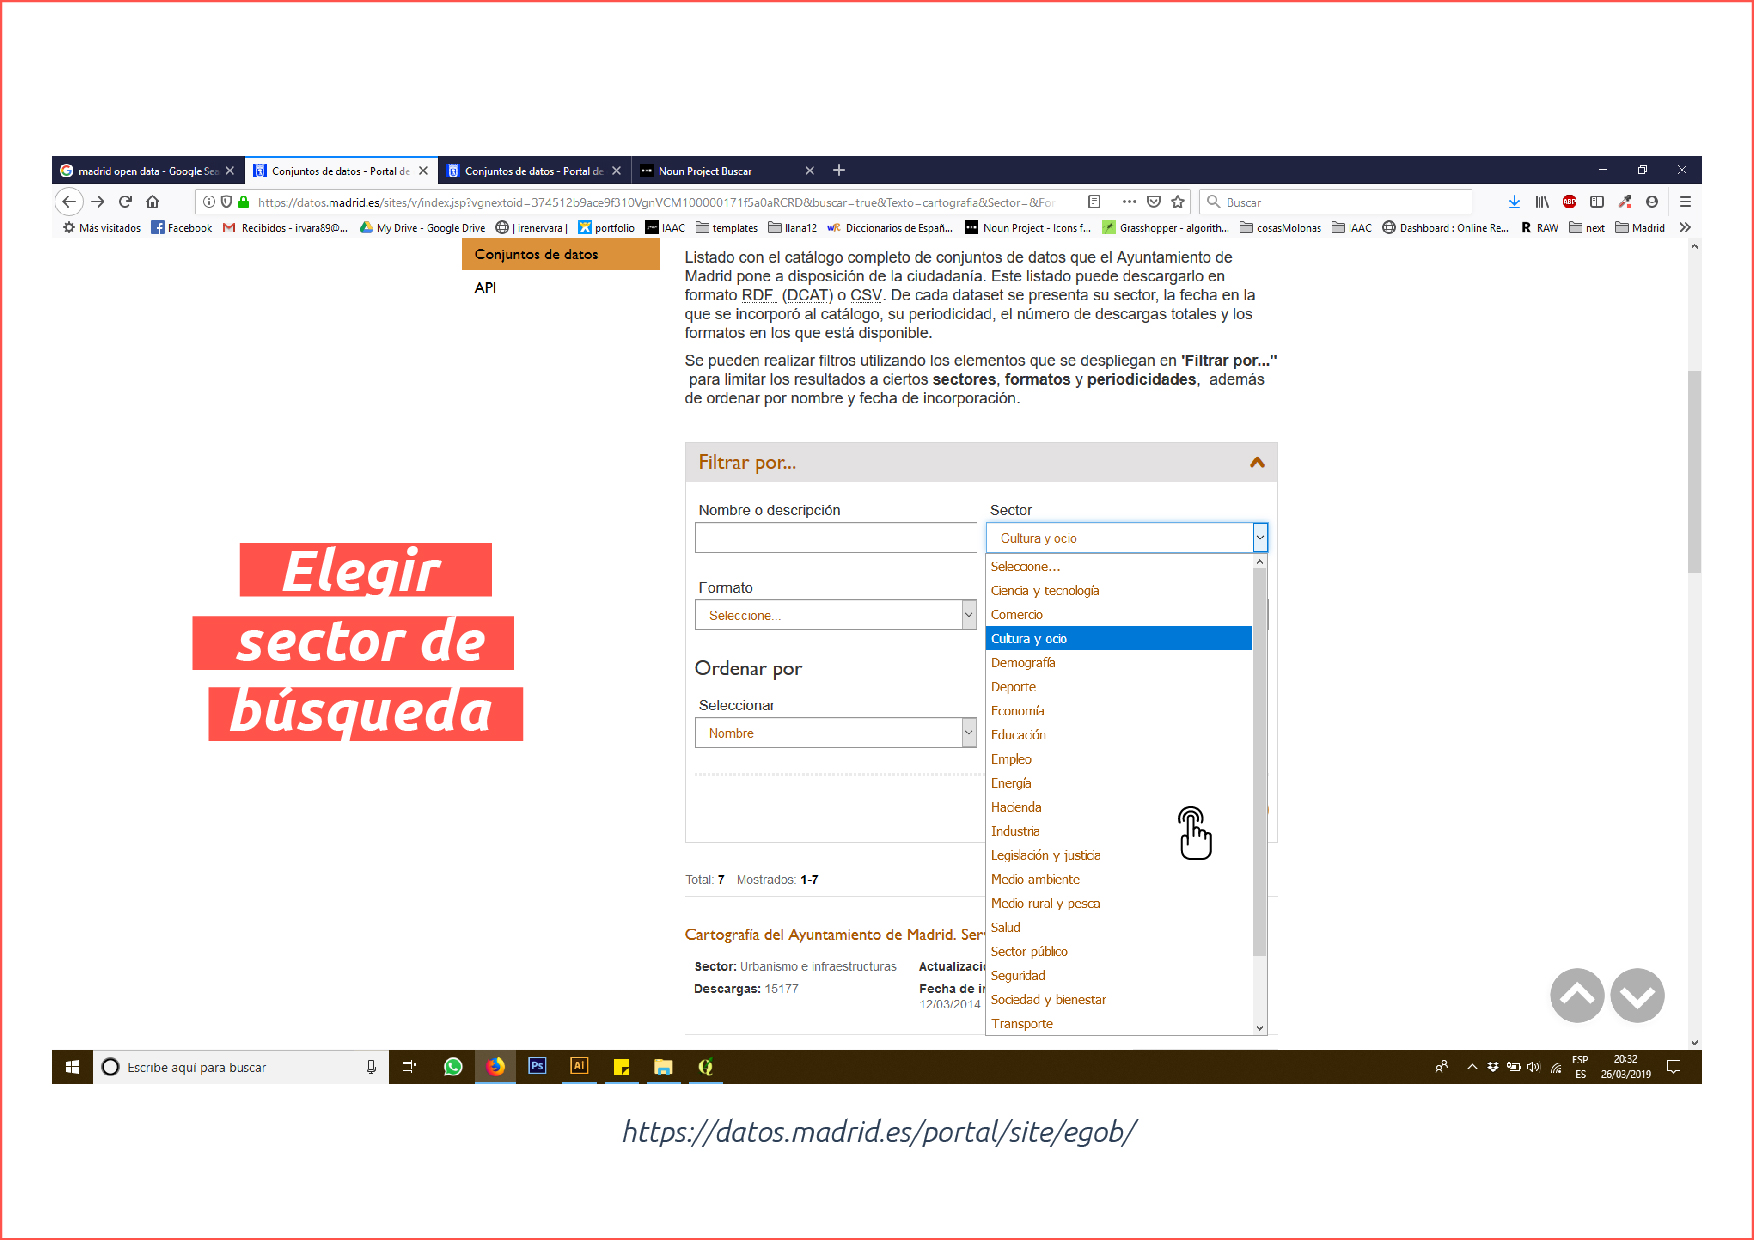 madrid open data - Google Sea
Conjuntos de datos - Portal de
Conjuntos de datos - Portal de
Noun Project Buscar
https://datos.madrid.es/sites/v/index.jsp?vgnextoid=374512b9ace9f310VgnVCM100000171f5a0aRCRD&buscar=true&Texto=cartografia&Sector=&For
Buscar
Más visitados
Facebook
Recibidos - irvara89@...
My Drive - Google Drive
| irenervara |
portfolio
IAAC
templates
llana12
Diccionarios de Españ...
Noun Project - Icons f...
Grasshopper - algorith...
cosasMolonas
IAAC
Dashboard : Online Re...
RAW
next
Madrid
Conjuntos de datos
API
Listado con el catálogo completo de conjuntos de datos que el Ayuntamiento de
Madrid pone a disposición de la ciudadanía. Este listado puede descargarlo en
formato RDF (DCAT) o CSV. De cada dataset se presenta su sector, la fecha en la
que se incorporó al catálogo, su periodicidad, el número de descargas totales y los
formatos en los que está disponible.
Se pueden realizar filtros utilizando los elementos que se despliegan en 'Filtrar por..."
para limitar los resultados a ciertos sectores, formatos y periodicidades, además
de ordenar por nombre y fecha de incorporación.
Filtrar por...
Nombre o descripción
Sector
Cultura y ocio
Formato
Seleccione...
Ordenar por
Seleccionar
Nombre
Seleccione...
Ciencia y tecnología
Comercio
Cultura y ocio
Demografía
Deporte
Economía
Educación
Empleo
Energía
Hacienda
Industria
Legislación y justicia
Medio ambiente
Medio rural y pesca
Salud
Sector público
Seguridad
Sociedad y bienestar
Transporte
Total: 7 Mostrados: 1-7
Cartografía del Ayuntamiento de Madrid. Ser
Sector: Urbanismo e infraestructuras
Actualizaci
Descargas: 15177
Fecha de i
12/03/2014
Elegir
sector de
búsqueda
Escribe aquí para buscar
Ps
Ai
ESP
ES
20:32
26/03/2019
https://datos.madrid.es/portal/site/egob/